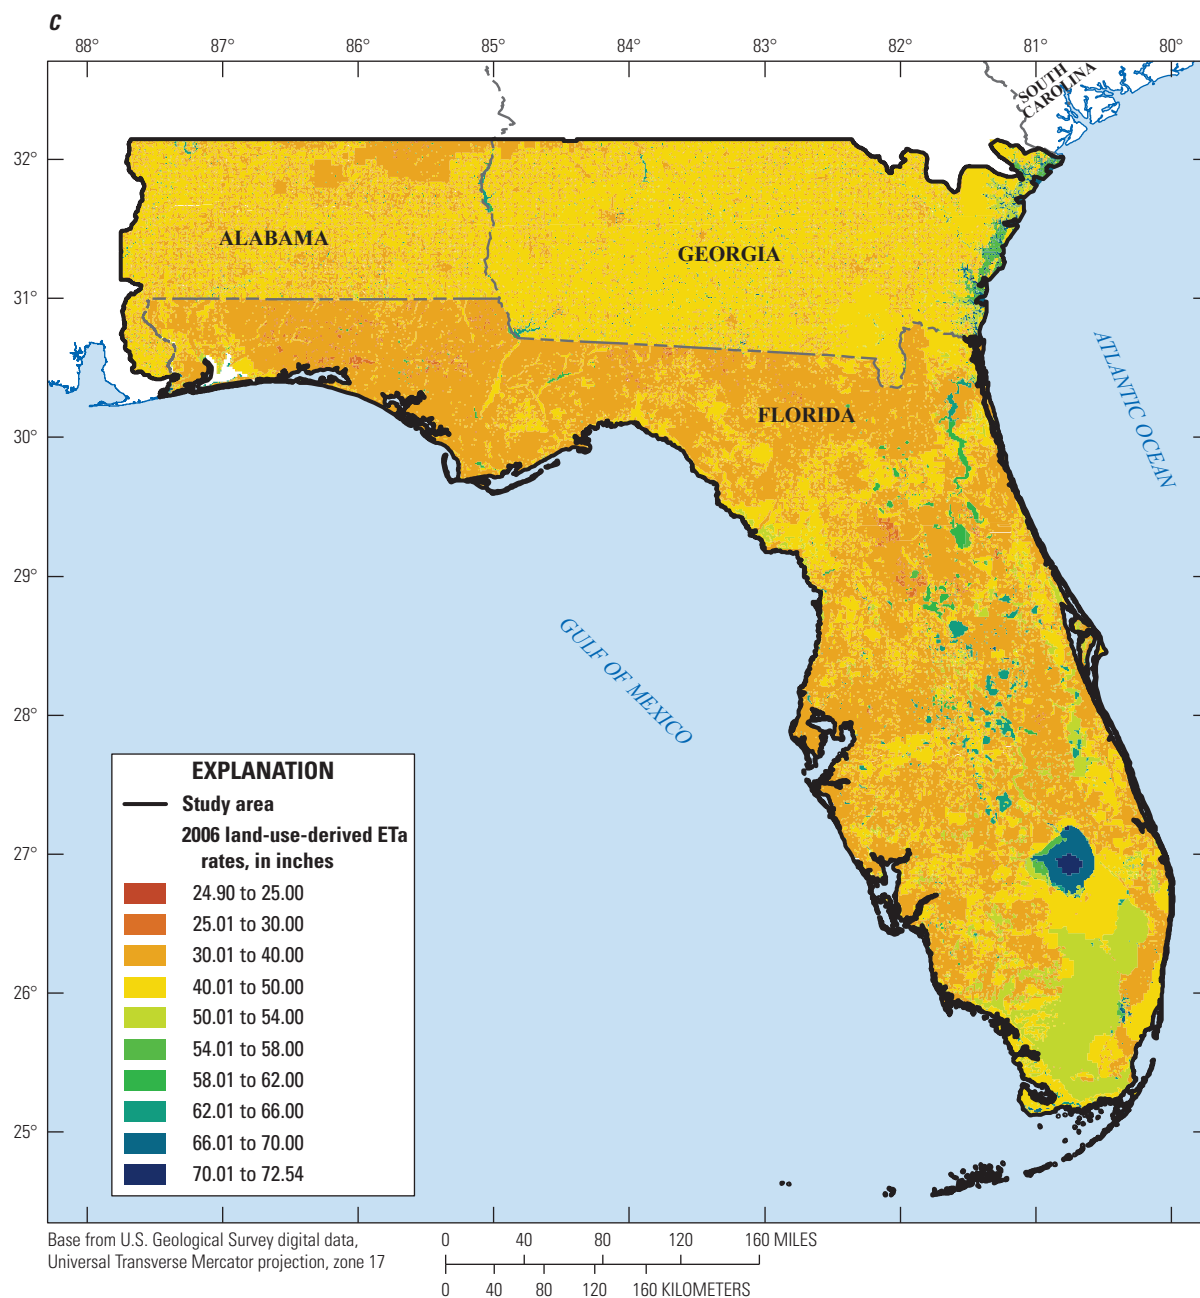 C
88° 87° 86° 85° 84° 83° 82° 81° 80°
SOUTH
CAROLINA
32°
ALABAMA
GEORGIA
31°
ATLANTIC OCEAN
FLORIDA
30°
29°
GULF OF MEXICO
28°
EXPLANATION
Study area
2006 land-use-derived ETa
rates, in inches
24.90 to 25.00
25.01 to 30.00
30.01 to 40.00
40.01 to 50.00
50.01 to 54.00
54.01 to 58.00
58.01 to 62.00
62.01 to 66.00
66.01 to 70.00
70.01 to 72.54
27°
26°
25°
Base from U.S. Geological Survey digital data,
Universal Transverse Mercator projection, zone 17
0 40 80 120 160 MILES
0 40 80 120 160 KILOMETERS